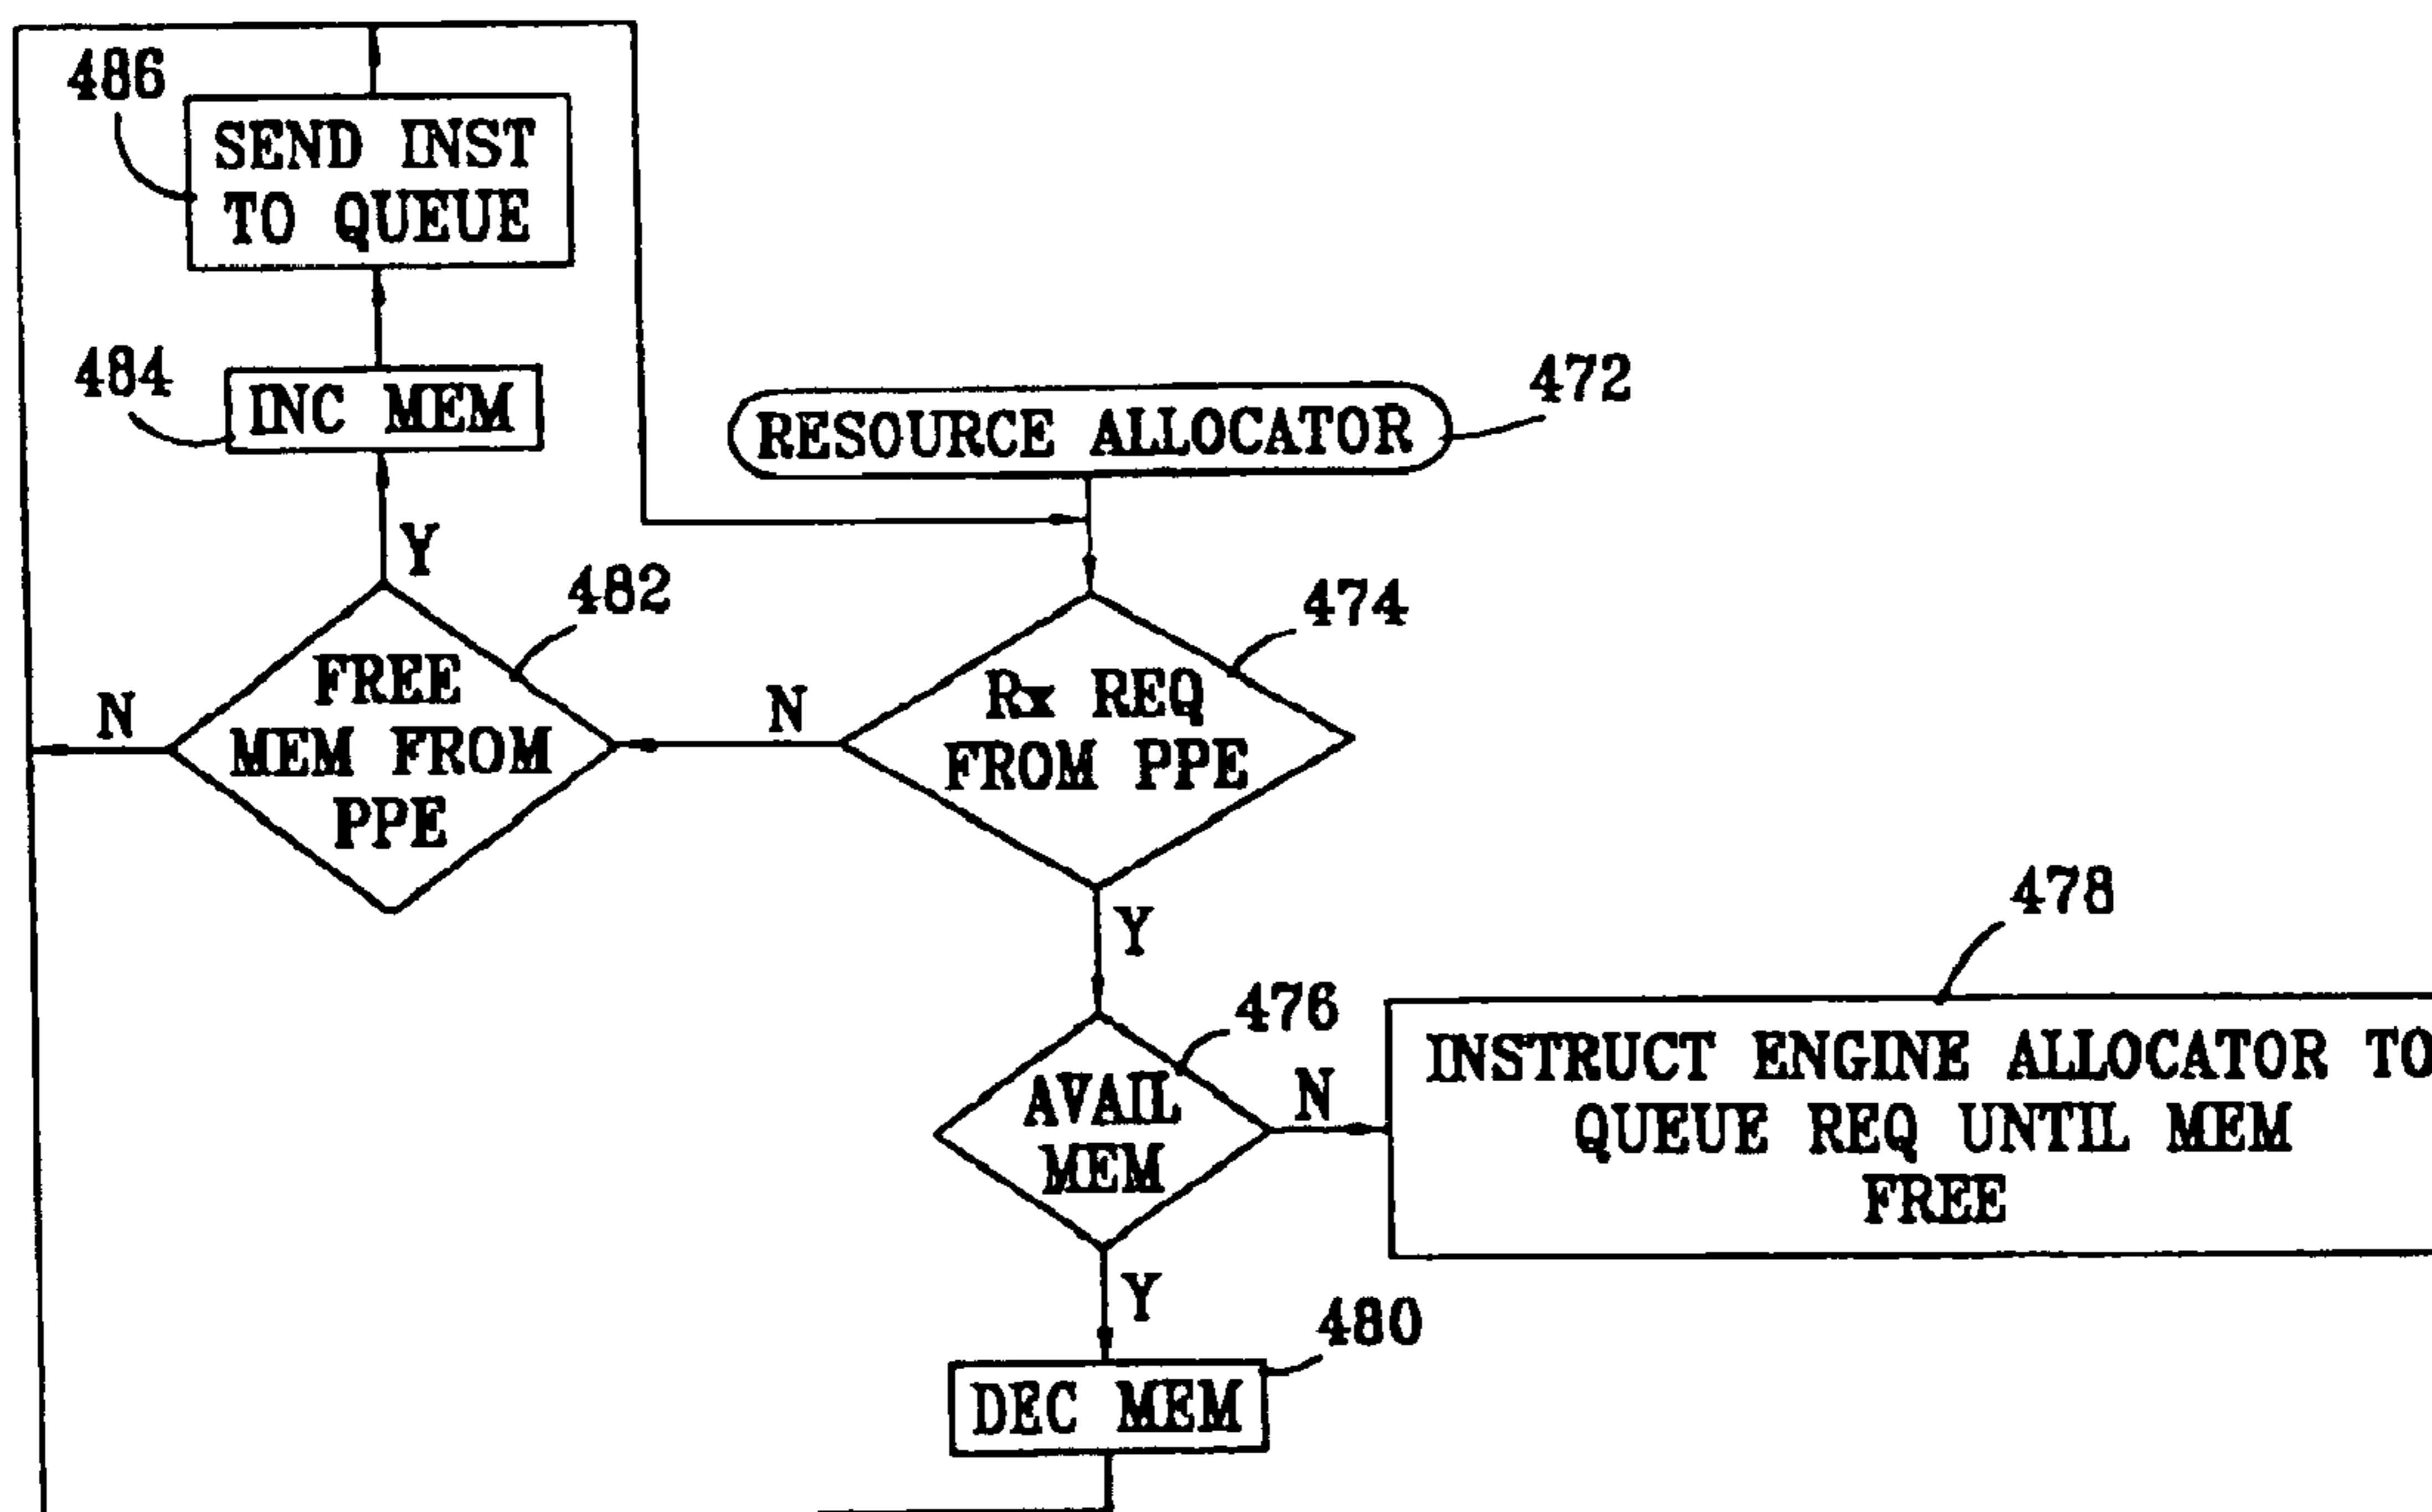 486
SEND INST
TO QUEUE
484
INC MEM
472
RESOURCE ALLOCATOR
Y
482
474
FREE
MEM FROM
PPE
N
N
Rx REQ
FROM PPE
Y
478
476
AVAIL
MEM
N
INSTRUCT ENGINE ALLOCATOR TO
QUEUE REQ UNTIL MEM
FREE
Y
480
DEC MEM